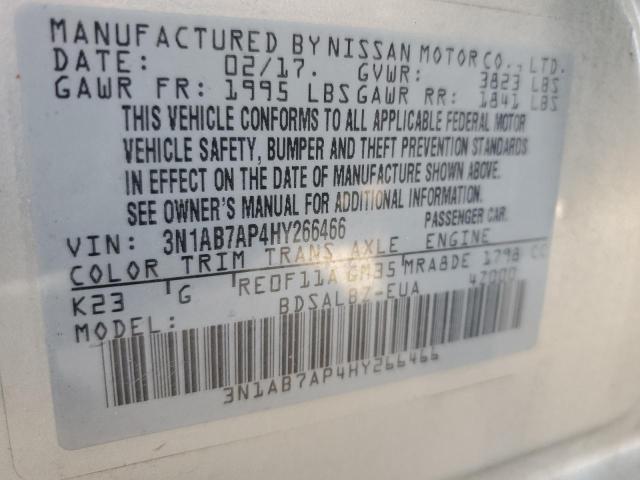 MANUFACTURED BY NISSAN MOTOR CO., LTD.
DATE: 02/17. GVWR: 3823 LBS
GAWR FR: 1995 LBS GAWR RR: 1841 LBS
THIS VEHICLE CONFORMS TO ALL APPLICABLE FEDERAL MOTOR
VEHICLE SAFETY, BUMPER AND THEFT PREVENTION STANDARDS
IN EFFECT ON THE DATE OF MANUFACTURE SHOWN ABOVE.
SEE OWNER'S MANUAL FOR ADDITIONAL INFORMATION.
VIN: 3N1AB7AP4HY266466 PASSENGER CAR.
COLOR TRIM TRANS AXLE ENGINE
K23 G RE0F11A GM35 MRA8DE 1798 CC
MODEL: BDSALBZ-EUA 42000
3N1AB7AP4HY266466